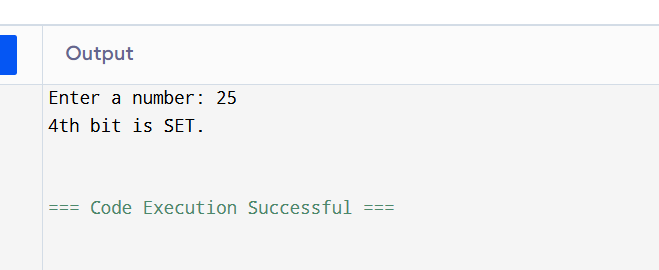 Output
Enter a number: 25
4th bit is SET.
=== Code Execution Successful ===